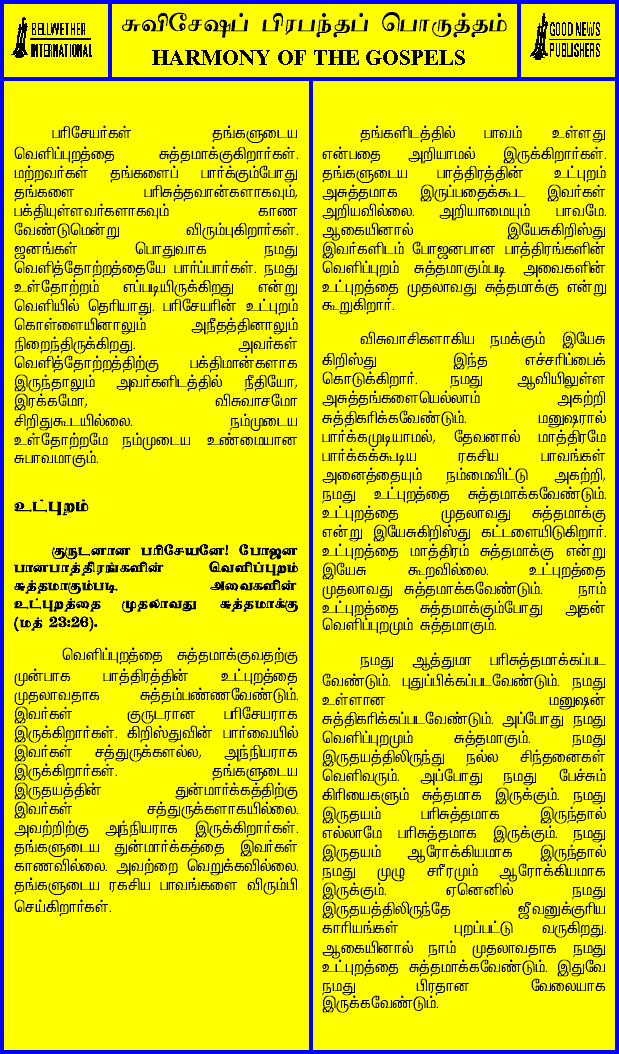 BELLWETHER
INTERNATIONAL
சுவிசேஷப் பிரபந்தப் பொருத்தம்
HARMONY OF THE GOSPELS
GOOD NEWS
PUBLISHERS
பரிசேயர்கள் தங்களுடைய
வெளிப்புறத்தை சுத்தமாக்குகிறார்கள்.
மற்றவர்கள் தங்களைப் பார்க்கும்போது
தங்களை பரிசுத்தவான்களாகவும்,
பக்தியுள்ளவர்களாகவும் காண
வேண்டுமென்று விரும்புகிறார்கள்.
ஜனங்கள் பொதுவாக நமது
வெளித்தோற்றத்தையே பார்ப்பார்கள். நமது
உள்தோற்றம் எப்படியிருக்கிறது என்று
வெளியில் தெரியாது. பரிசேயரின் உட்புறம்
கொள்ளையினாலும் அநீதத்தினாலும்
நிறைந்திருக்கிறது. அவர்கள்
வெளித்தோற்றத்திற்கு பக்திமான்களாக
இருந்தாலும் அவர்களிடத்தில் நீதியோ,
இரக்கமோ, விசுவாசமோ
சிறிதுகூடயில்லை. நம்முடைய
உள்தோற்றமே நம்முடைய உண்மையான
சுபாவமாகும்.
உட்புறம்
குருடனான பரிசேயனே! போஜன
பானபாத்திரங்களின் வெளிப்புறம்
சுத்தமாகும்படி அவைகளின்
உட்புறத்தை முதலாவது சுத்தமாக்கு
(மத் 23:26).
வெளிப்புறத்தை சுத்தமாக்குவதற்கு
முன்பாக பாத்திரத்தின் உட்புறத்தை
முதலாவதாக சுத்தம்பண்ணவேண்டும்.
இவர்கள் குருடரான பரிசேயராக
இருக்கிறார்கள். கிறிஸ்துவின் பார்வையில்
இவர்கள் சத்துருக்களல்ல, அந்நியராக
இருக்கிறார்கள். தங்களுடைய
இருதயத்தின் துன்மார்க்கத்திற்கு
இவர்கள் சத்துருக்களாகயில்லை.
அவற்றிற்கு அந்நியராக இருக்கிறார்கள்.
தங்களுடைய துன்மார்க்கத்தை இவர்கள்
காணவில்லை. அவற்றை வெறுக்கவில்லை.
தங்களுடைய ரகசிய பாவங்களை விரும்பி
செய்கிறார்கள்.
தங்களிடத்தில் பாவம் உள்ளது
என்பதை அறியாமல் இருக்கிறார்கள்.
தங்களுடைய பாத்திரத்தின் உட்புறம்
அசுத்தமாக இருப்பதைக்கூட இவர்கள்
அறியவில்லை. அறியாமையும் பாவமே.
ஆகையினால் இயேசுகிறிஸ்து
இவர்களிடம் போஜனபான பாத்திரங்களின்
வெளிப்புறம் சுத்தமாகும்படி அவைகளின்
உட்புறத்தை முதலாவது சுத்தமாக்கு என்று
கூறுகிறார்.
விசுவாசிகளாகிய நமக்கும் இயேசு
கிறிஸ்து இந்த எச்சரிப்பைக்
கொடுக்கிறார். நமது ஆவியிலுள்ள
அசுத்தங்களையெல்லாம் அகற்றி
சுத்திகரிக்கவேண்டும். மனுஷரால்
பார்க்கமுடியாமல், தேவனால் மாத்திரமே
பார்க்கக்கூடிய ரகசிய பாவங்கள்
அனைத்தையும் நம்மைவிட்டு அகற்றி,
நமது உட்புறத்தை சுத்தமாக்கவேண்டும்.
உட்புறத்தை முதலாவது சுத்தமாக்கு
என்று இயேசுகிறிஸ்து கட்டளையிடுகிறார்.
உட்புறத்தை மாத்திரம் சுத்தமாக்கு என்று
இயேசு கூறவில்லை. உட்புறத்தை
முதலாவது சுத்தமாக்கவேண்டும். நாம்
உட்புறத்தை சுத்தமாக்கும்போது அதன்
வெளிப்புறமும் சுத்தமாகும்.
நமது ஆத்துமா பரிசுத்தமாக்கப்பட
வேண்டும். புதுப்பிக்கப்படவேண்டும். நமது
உள்ளான மனுஷன்
சுத்திகரிக்கப்படவேண்டும். அப்போது நமது
வெளிப்புறமும் சுத்தமாகும். நமது
இருதயத்திலிருந்து நல்ல சிந்தனைகள்
வெளிவரும். அப்போது நமது பேச்சும்
கிரியைகளும் சுத்தமாக இருக்கும். நமது
இருதயம் பரிசுத்தமாக இருந்தால்
எல்லாமே பரிசுத்தமாக இருக்கும். நமது
இருதயம் ஆரோக்கியமாக இருந்தால்
நமது முழு சரீரமும் ஆரோக்கியமாக
இருக்கும். ஏனெனில் நமது
இருதயத்திலிருந்தே ஜீவனுக்குரிய
காரியங்கள் புறப்பட்டு வருகிறது.
ஆகையினால் நாம் முதலாவதாக நமது
உட்புறத்தை சுத்தமாக்கவேண்டும். இதுவே
நமது பிரதான வேலையாக
இருக்கவேண்டும்.